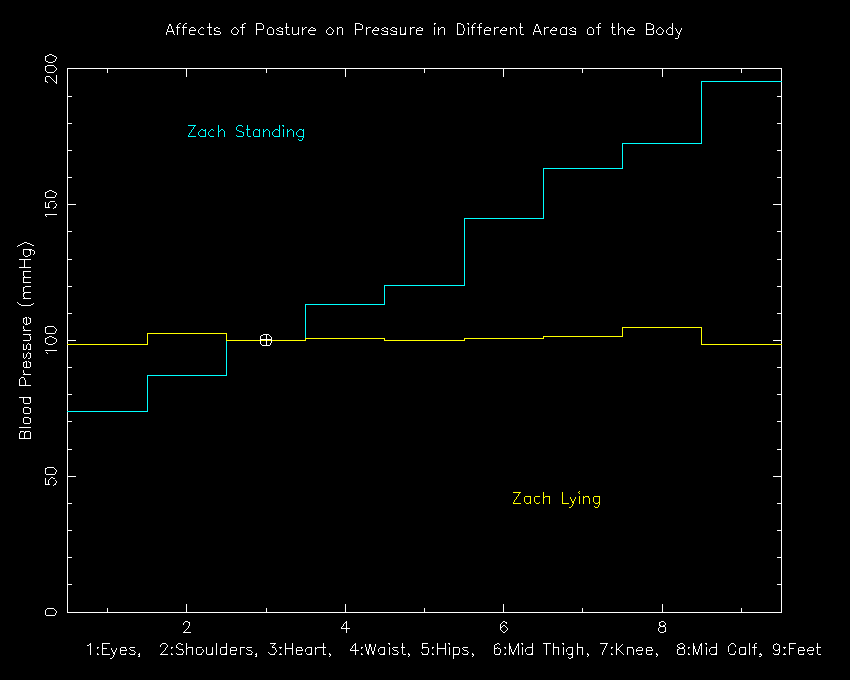 Affects of Posture on Pressure in Different Areas of the Body
200
Zach Standing
150
Blood Pressure (mmHg)
100
50
Zach Lying
0
2 4 6 8
1:Eyes, 2:Shoulders, 3:Heart, 4:Waist, 5:Hips, 6:Mid Thigh, 7:Knee, 8:Mid Calf, 9:Feet